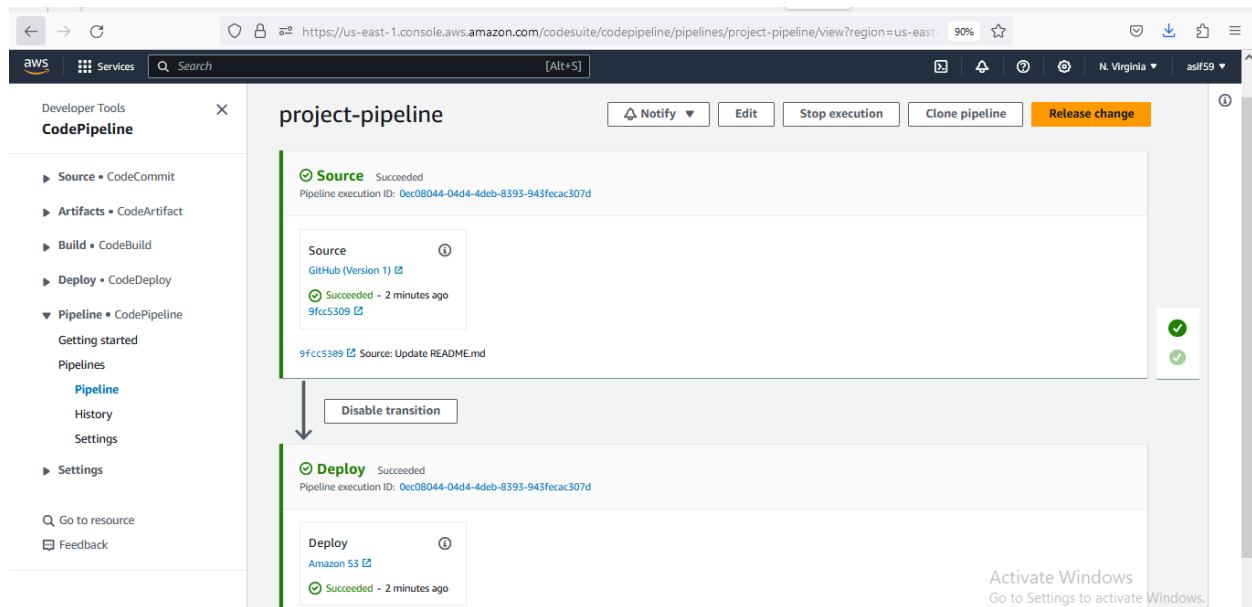 https://us-east-1.console.aws.amazon.com/codesuite/codepipeline/pipelines/project-pipeline/view?region=us-east- 90%
aws Services Search [Alt+S] N. Virginia ▼ asif59 ▼
Developer Tools
CodePipeline
Source • CodeCommit
Artifacts • CodeArtifact
Build • CodeBuild
Deploy • CodeDeploy
Pipeline • CodePipeline
Getting started
Pipelines
Pipeline
History
Settings
Settings
Go to resource
Feedback
project-pipeline
Notify ▼ Edit Stop execution Clone pipeline Release change
Source Succeeded
Pipeline execution ID: 0ec08044-04d4-4deb-8393-943fecac307d
Source
GitHub (Version 1)
Succeeded - 2 minutes ago
9fcc5309
9fcc5309 Source: Update README.md
Disable transition
Deploy Succeeded
Pipeline execution ID: 0ec08044-04d4-4deb-8393-943fecac307d
Deploy
Amazon S3
Succeeded - 2 minutes ago
Activate Windows
Go to Settings to activate Windows.